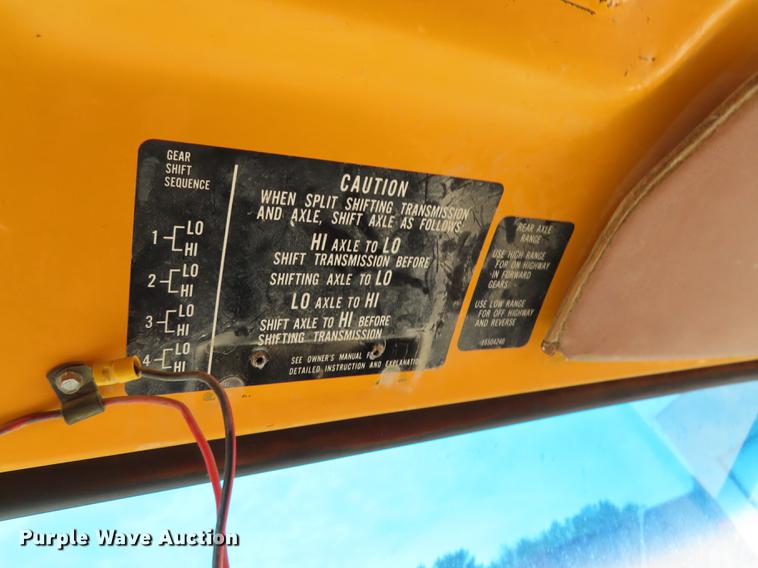 GEAR
SHIFT
SEQUENCE
1 LO
HI
2 LO
HI
3 LO
HI
4 LO
HI
CAUTION
WHEN SPLIT SHIFTING TRANSMISSION
AND AXLE, SHIFT AXLE AS FOLLOWS
HI AXLE TO LO
SHIFT TRANSMISSION BEFORE
SHIFTING AXLE TO LO
LO AXLE TO HI
SHIFT AXLE TO HI BEFORE
SHIFTING TRANSMISSION
SEE OWNER'S MANUAL
DETAILED INSTRUCTION AND EXPLANATION
REAR AXLE
RANGE
USE HIGH RANGE
FOR ON HIGHWAY
IN FORWARD
GEARS
USE LOW RANGE
FOR OFF HIGHWAY
AND REVERSE
Purple Wave Auction